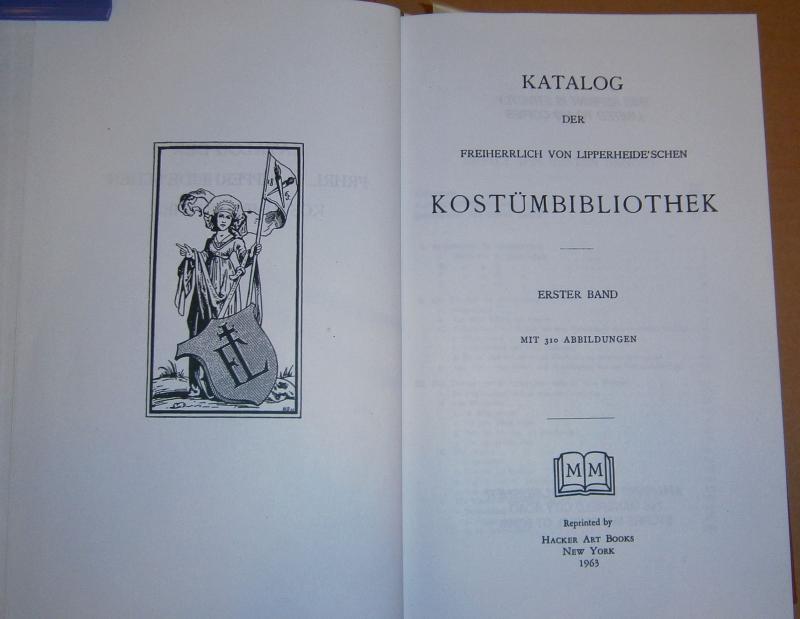 KATALOG
DER
FREIHERRLICH VON LIPPERHEIDE'SCHEN
KOSTÜMBIBLIOTHEK
ERSTER BAND
MIT 310 ABBILDUNGEN
M M
Reprinted by
HACKER ART BOOKS
NEW YORK
1963